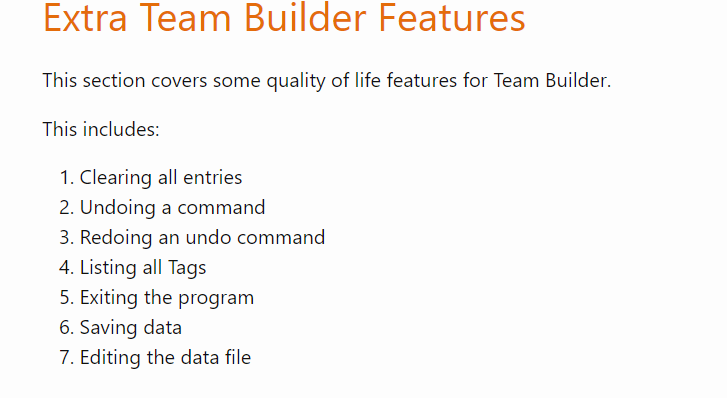 Extra Team Builder Features
This section covers some quality of life features for Team Builder.
This includes:
1. Clearing all entries
2. Undoing a command
3. Redoing an undo command
4. Listing all Tags
5. Exiting the program
6. Saving data
7. Editing the data file